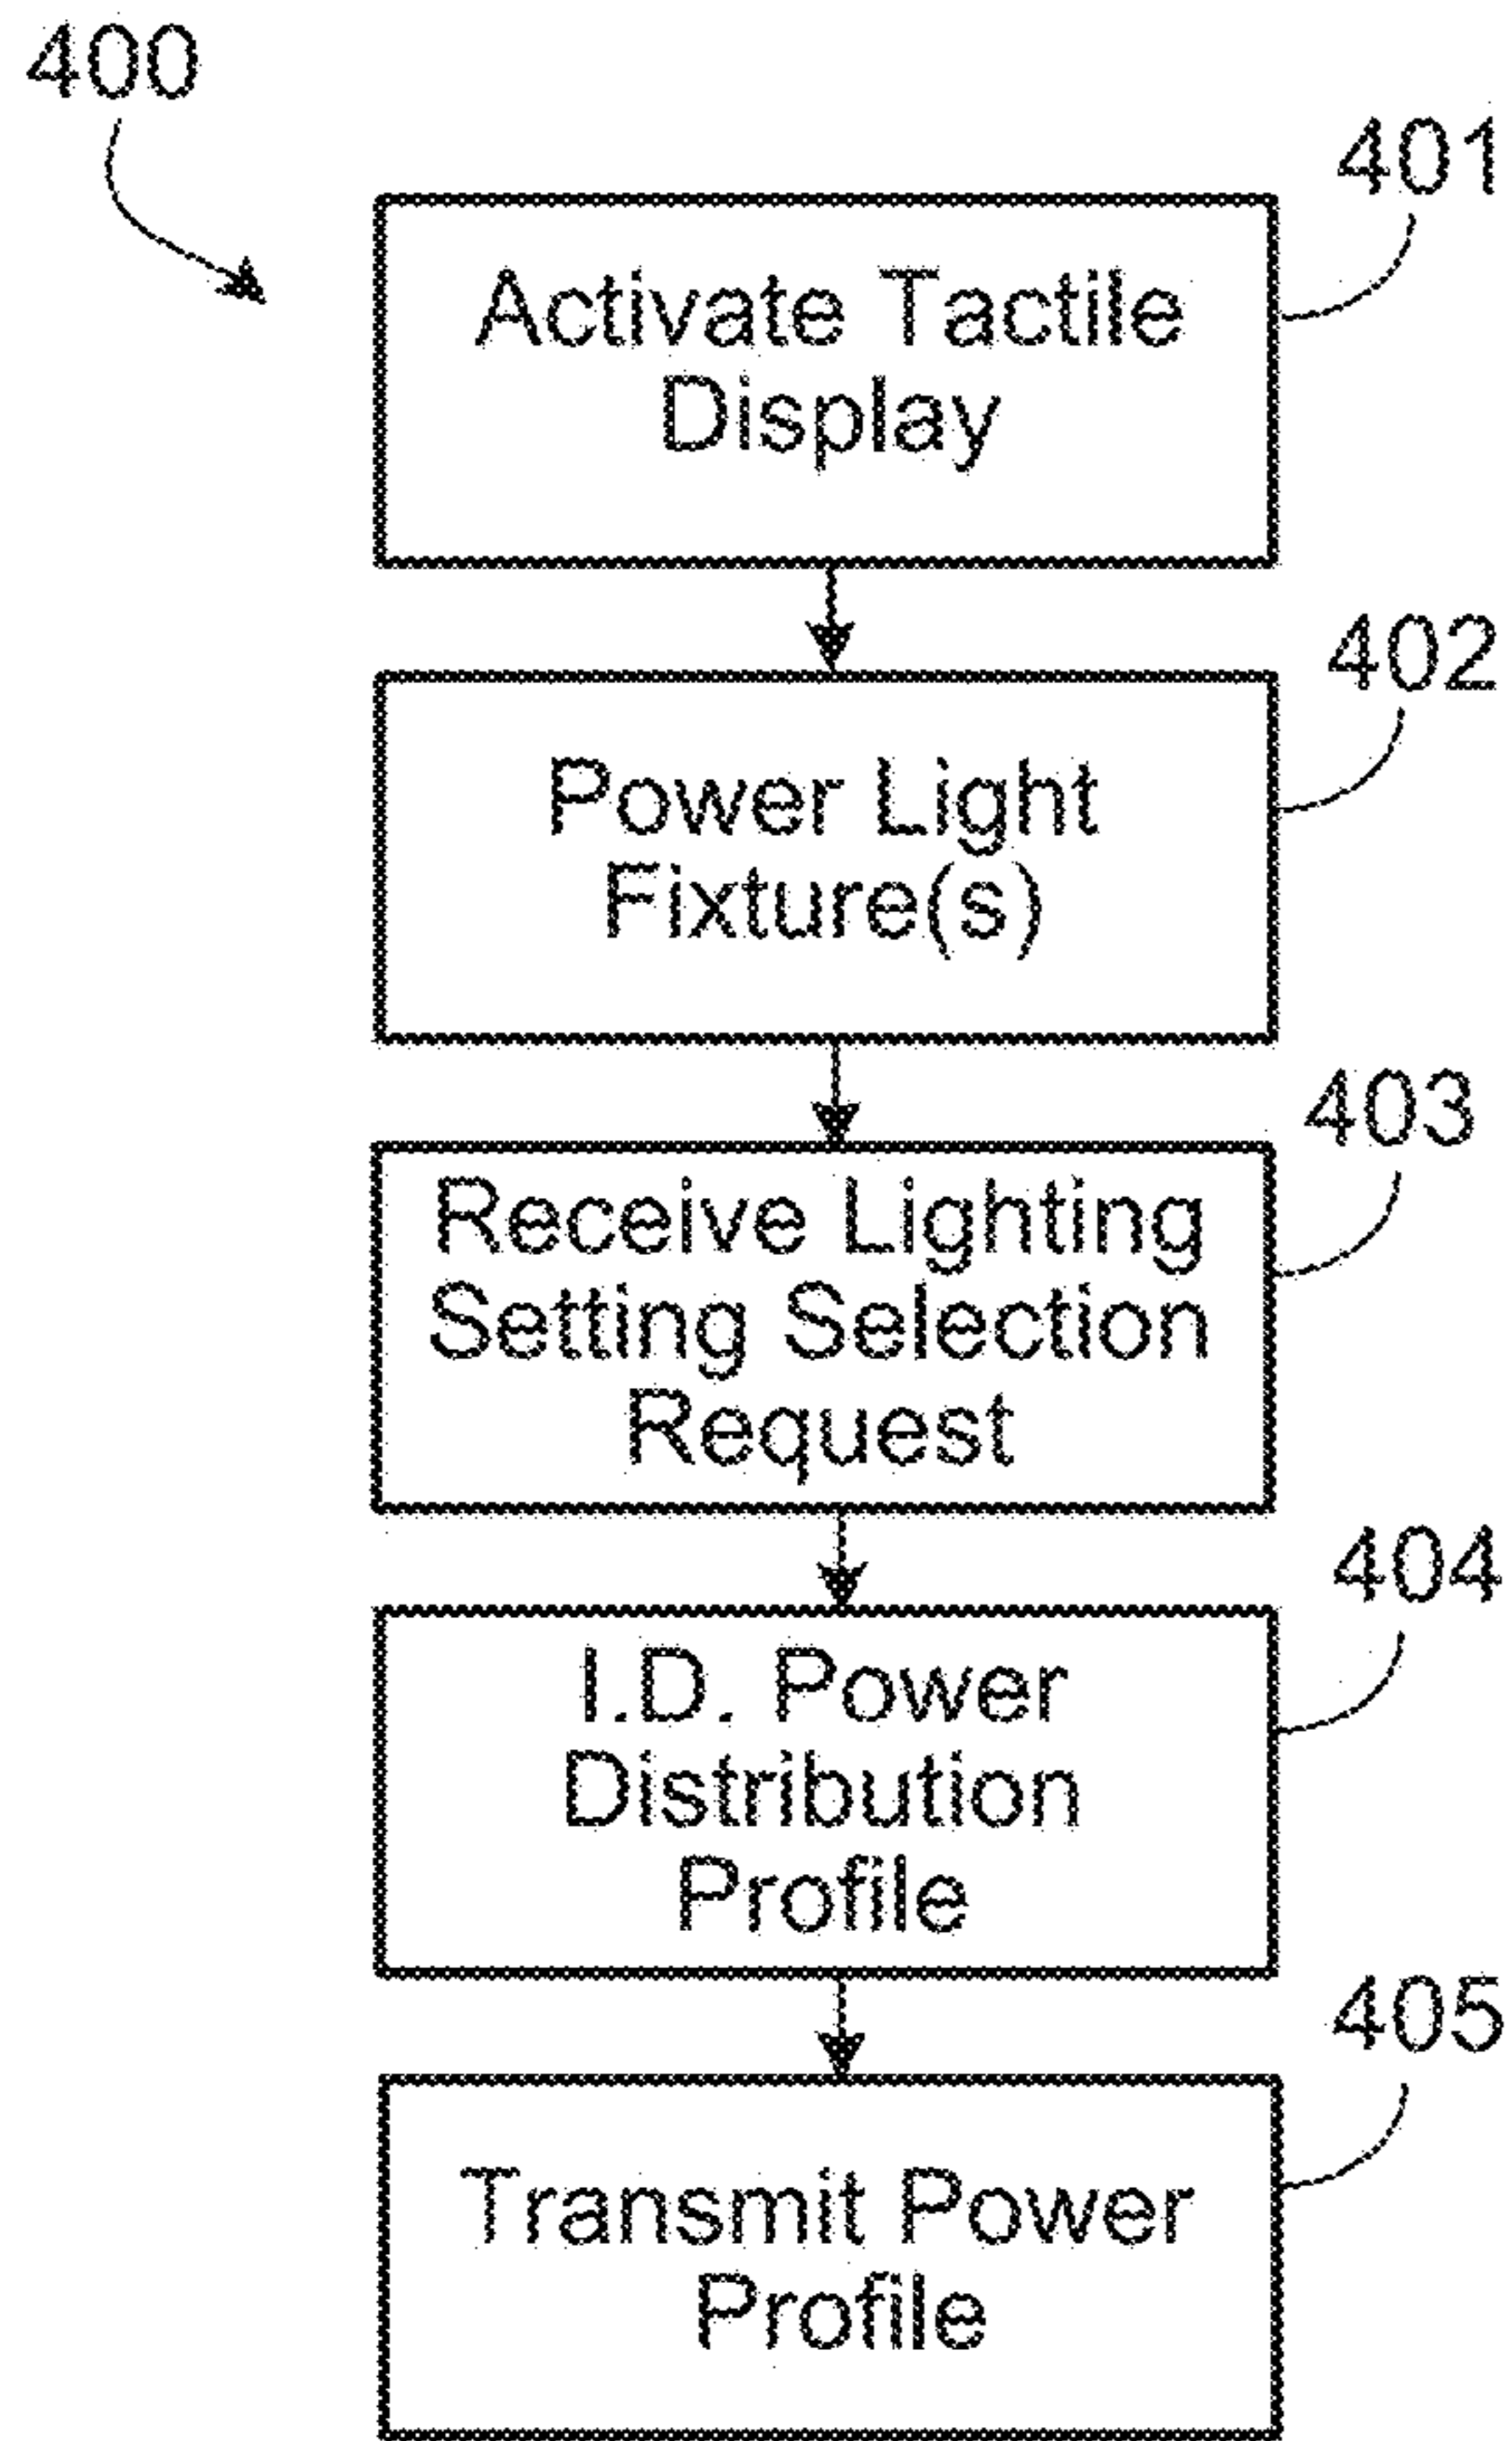 400
401
Activate Tactile
Display
402
Power Light
Fixture(s)
403
Receive Lighting
Setting Selection
Request
404
I.D. Power
Distribution
Profile
405
Transmit Power
Profile